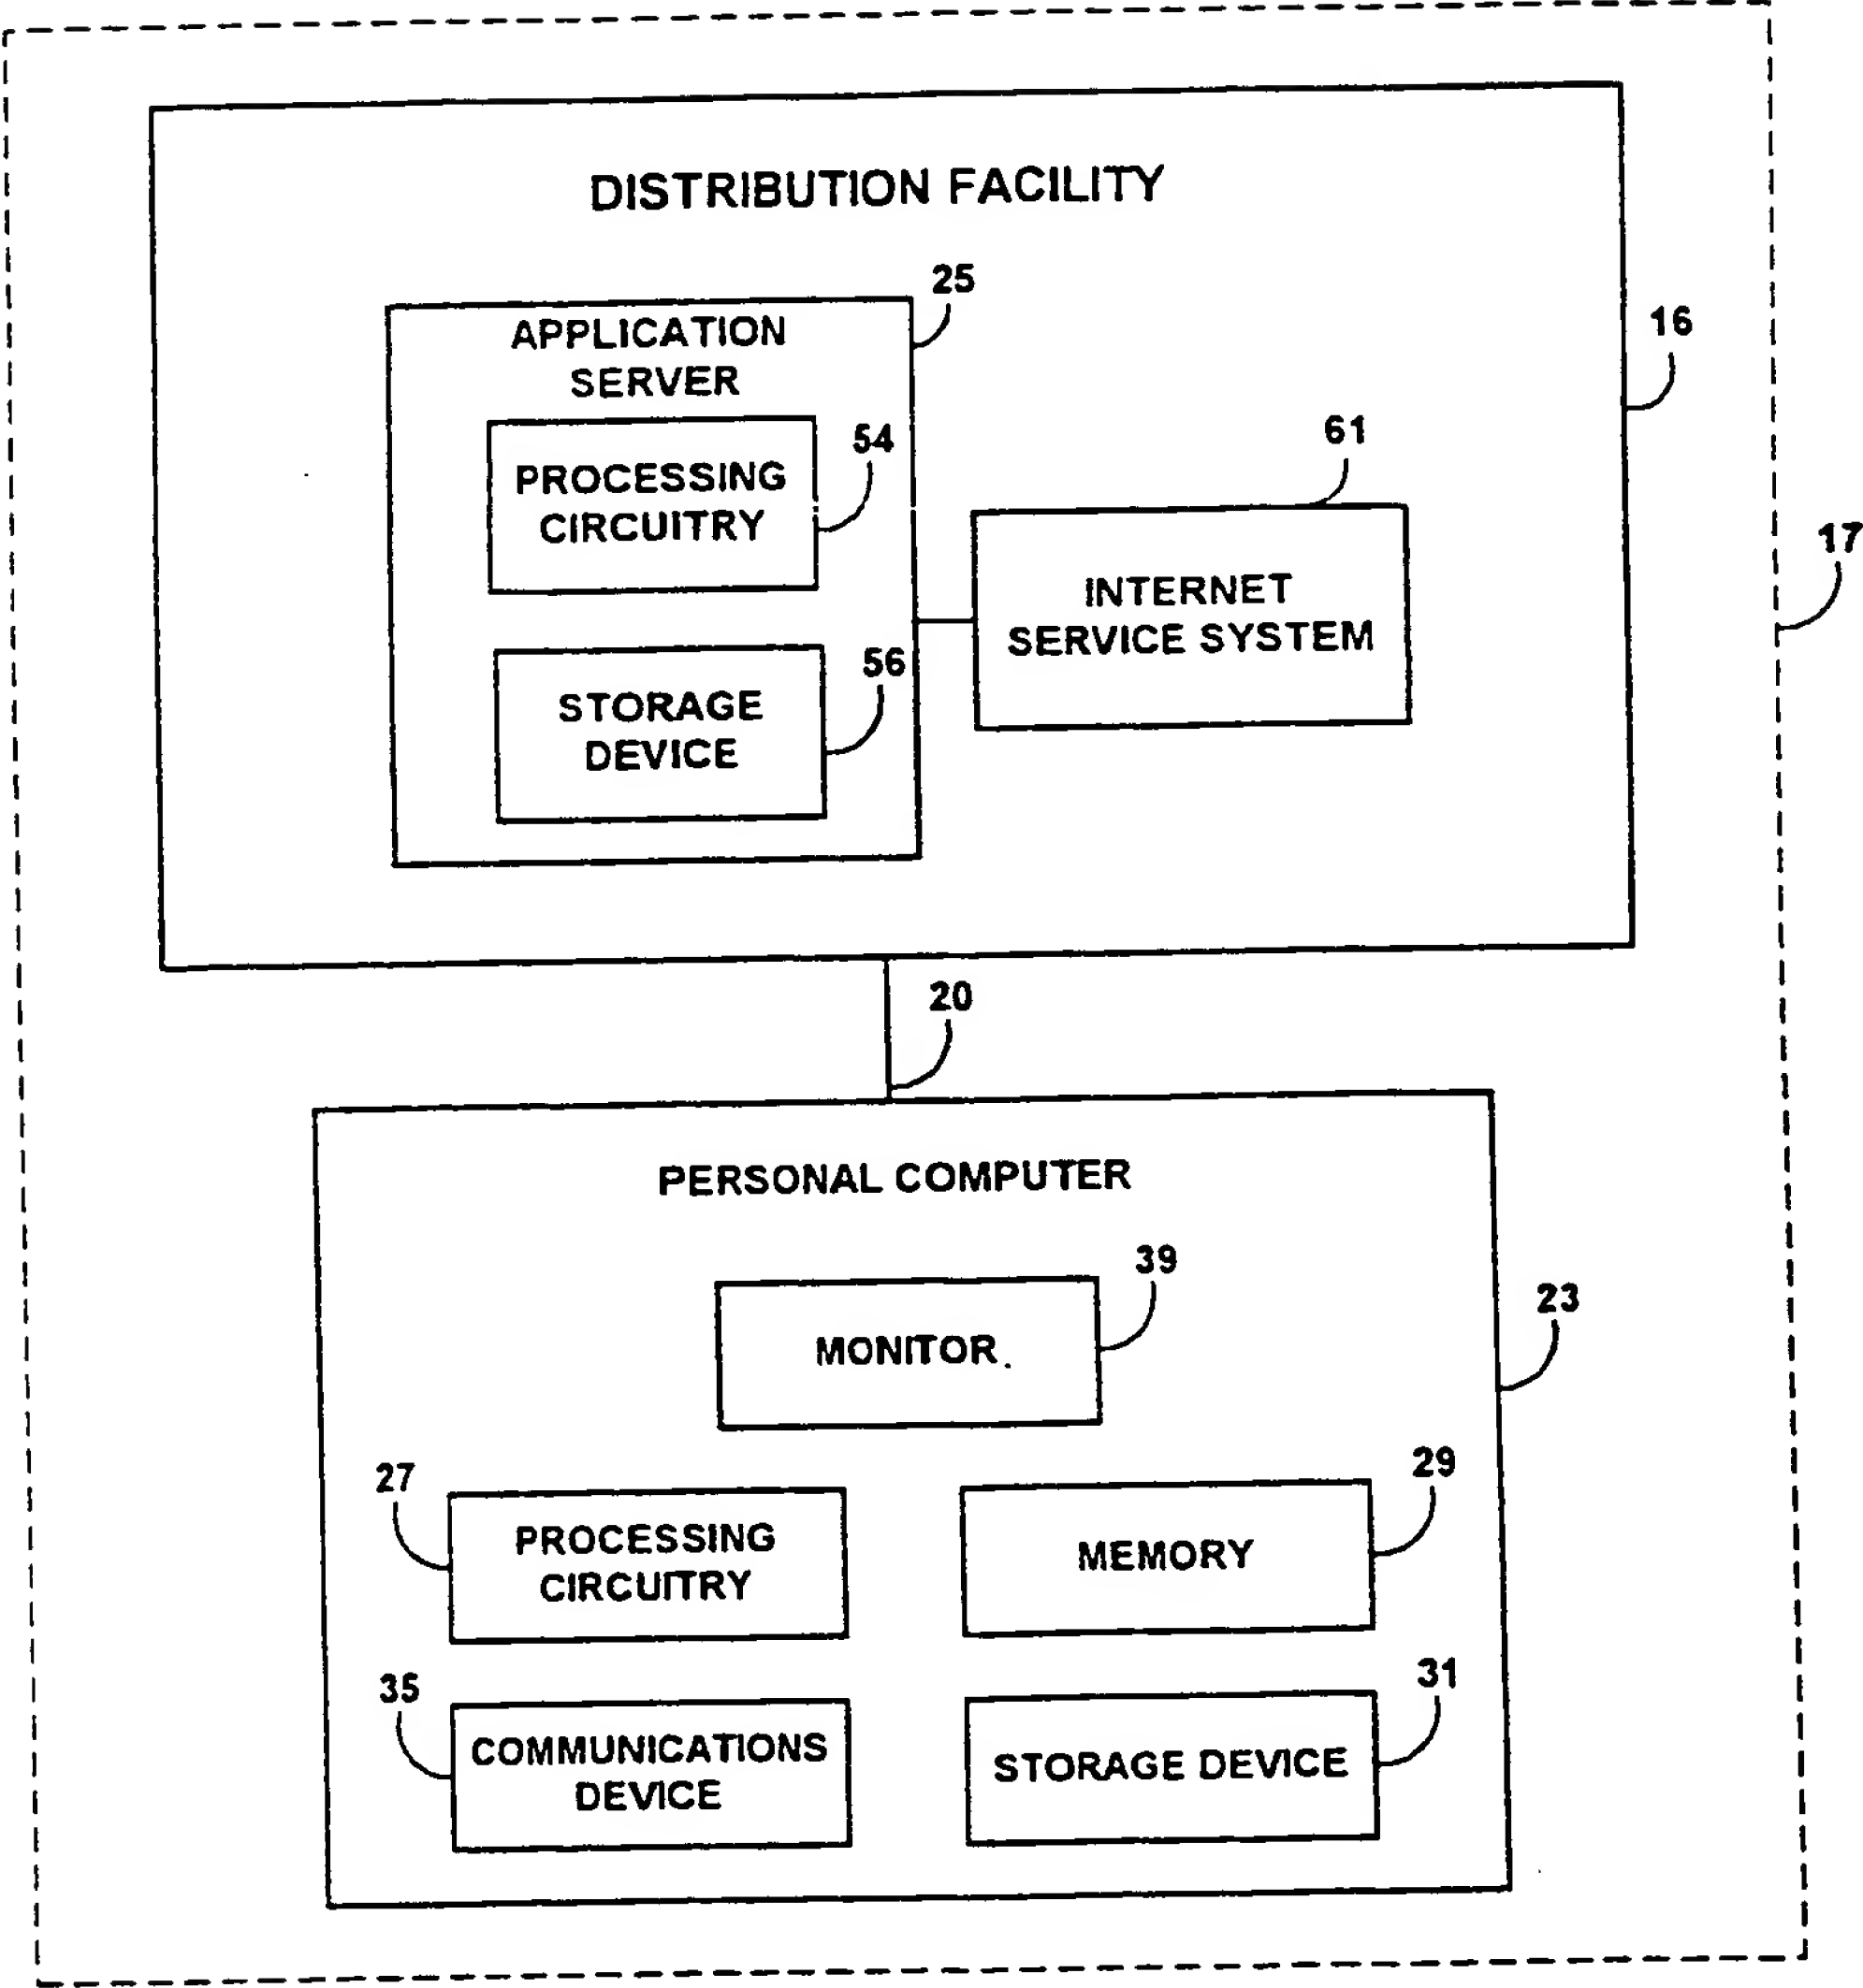 DISTRIBUTION FACILITY
25
APPLICATION
SERVER
16
54
PROCESSING
CIRCUITRY
61
17
INTERNET
SERVICE SYSTEM
56
STORAGE
DEVICE
20
PERSONAL COMPUTER
39
MONITOR
23
27
PROCESSING
CIRCUITRY
29
MEMORY
35
COMMUNICATIONS
DEVICE
31
STORAGE DEVICE